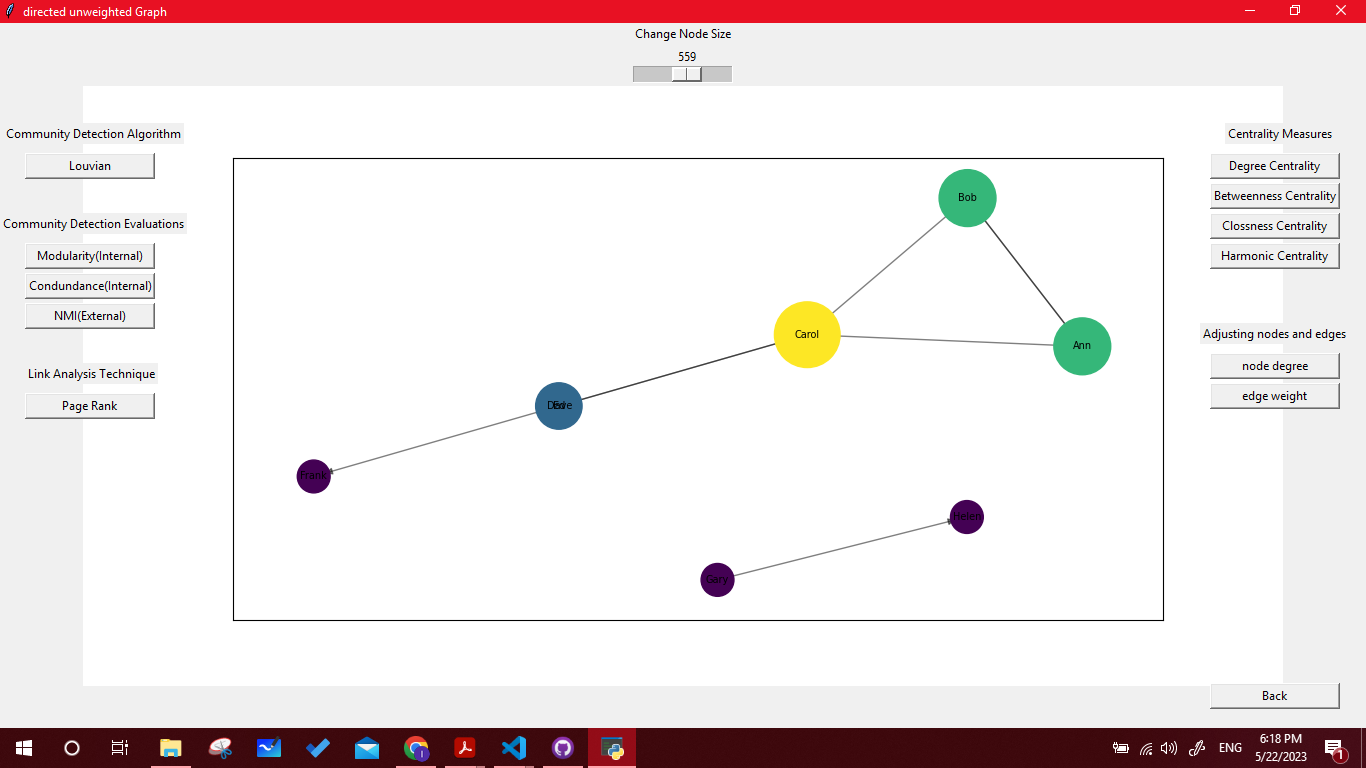 directed unweighted Graph
Change Node Size
559
Community Detection Algorithm
Louvian
Community Detection Evaluations
Modularity(Internal)
Condundance(Internal)
NMI(External)
Link Analysis Technique
Page Rank
Bob
Carol
Ann
Frank
Helen
Gary
Centrality Measures
Degree Centrality
Betweenness Centrality
Clossness Centrality
Harmonic Centrality
Adjusting nodes and edges
node degree
edge weight
Back
ENG
6:18 PM
5/22/2023
1